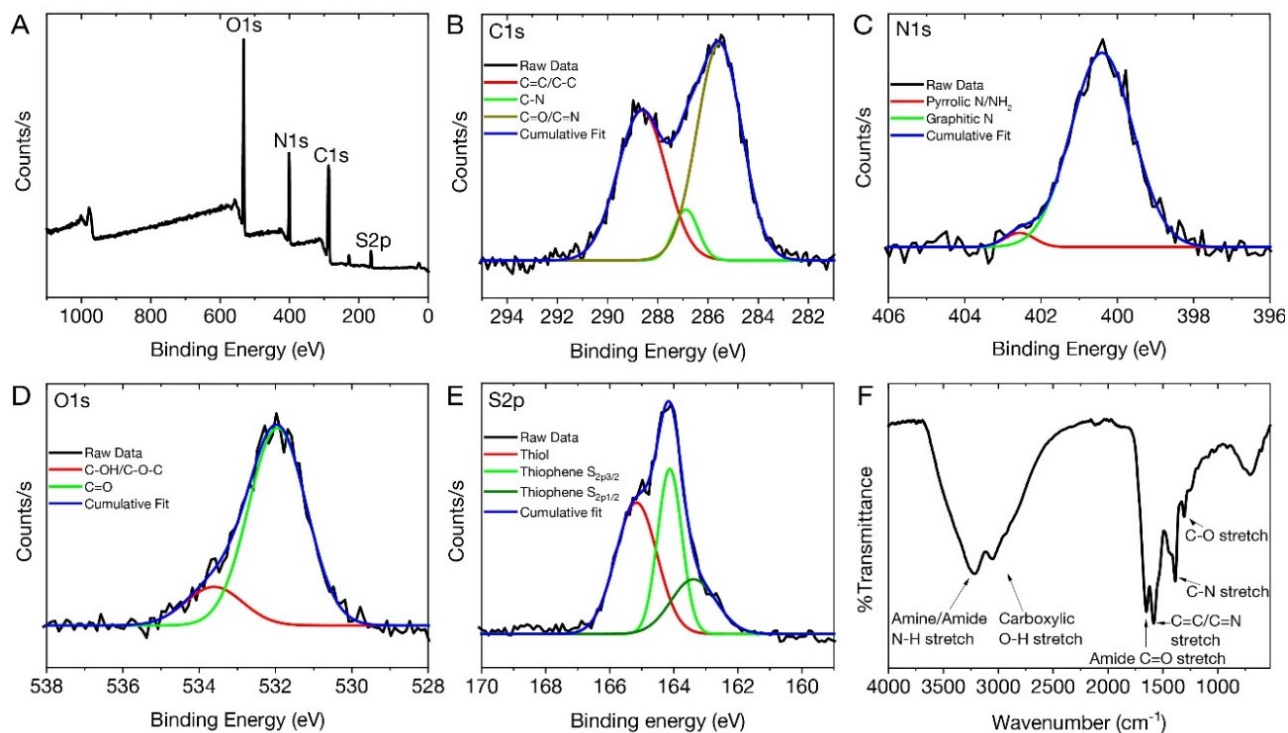 A
O1s
N1s
C1s
S2p
Counts/s
1000 800 600 400 200 0
Binding Energy (eV)
B
C1s
Raw Data
C=C/C-C
C-N
C=O/C=N
Cumulative Fit
Counts/s
294 292 290 288 286 284 282
Binding Energy (eV)
C
N1s
Raw Data
Pyrrolic N/NH₂
Graphitic N
Cumulative Fit
Counts/s
406 404 402 400 398 396
Binding Energy (eV)
D
O1s
Raw Data
C-OH/C-O-C
C=O
Cumulative Fit
Counts/s
538 536 534 532 530 528
Binding Energy (eV)
E
S2p
Raw Data
Thiol
Thiophene S2p3/2
Thiophene S2p1/2
Cumulative fit
Counts/s
170 168 166 164 162 160
Binding energy (eV)
F
C-O stretch
C-N stretch
C=C/C=N
stretch
Amine/Amide
N-H stretch
Carboxylic
O-H stretch
Amide C=O stretch
%Transmittance
4000 3500 3000 2500 2000 1500 1000
Wavenumber (cm⁻¹)